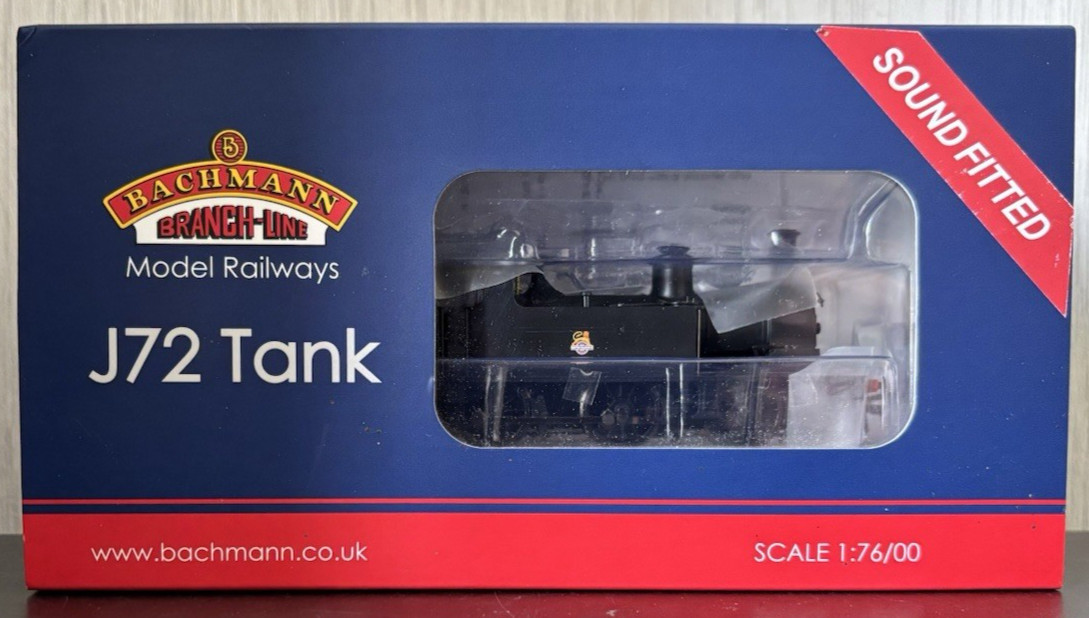 SOUND FITTED
B
BACHMANN
BRANCH-LINE
Model Railways
J72 Tank
www.bachmann.co.uk
SCALE 1:76/00